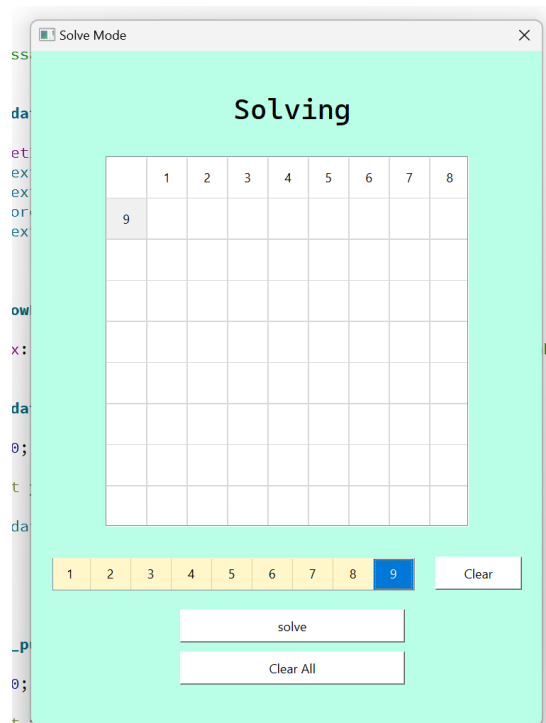 Solve Mode
Solving
1 2 3 4 5 6 7 8
9
1 2 3 4 5 6 7 8 9 Clear
solve
Clear All